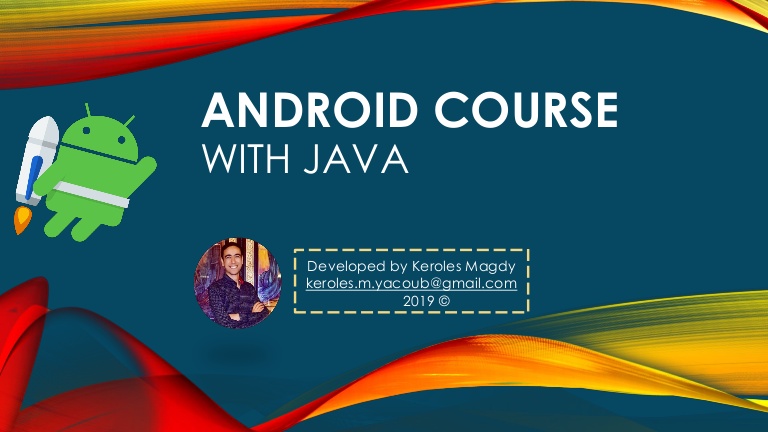 ANDROID COURSE
WITH JAVA
Developed by Keroles Magdy
keroles.m.yacoub@gmail.com
2019 ©